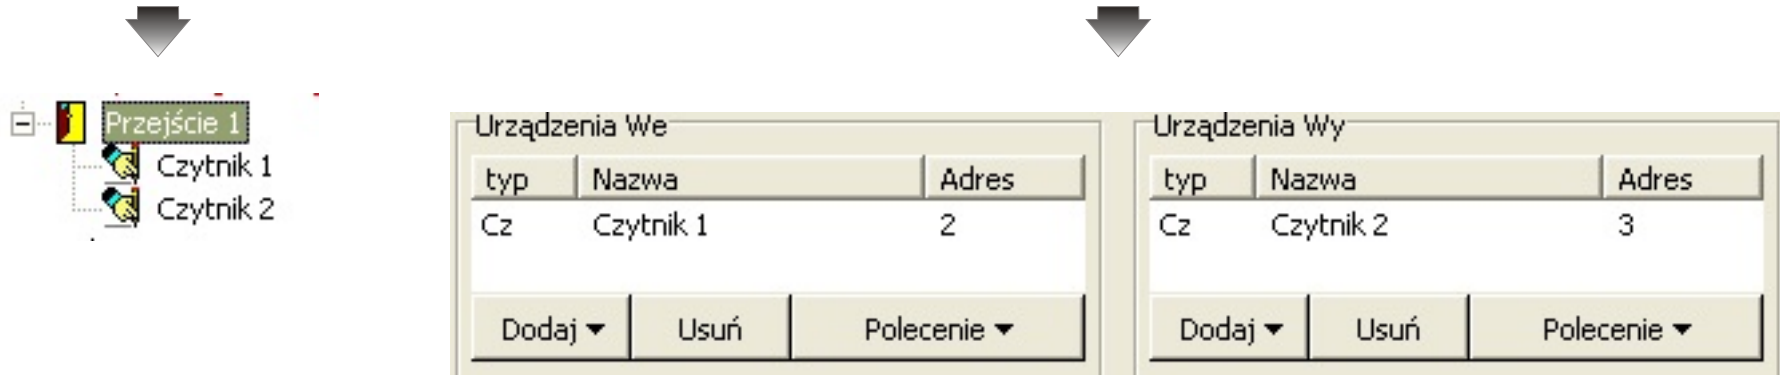 Przejście 1
Czytnik 1
Czytnik 2
Urządzenia We
typ Nazwa Adres
Cz Czytnik 1 2
Dodaj Usuń Polecenie
Urządzenia Wy
typ Nazwa Adres
Cz Czytnik 2 3
Dodaj Usuń Polecenie